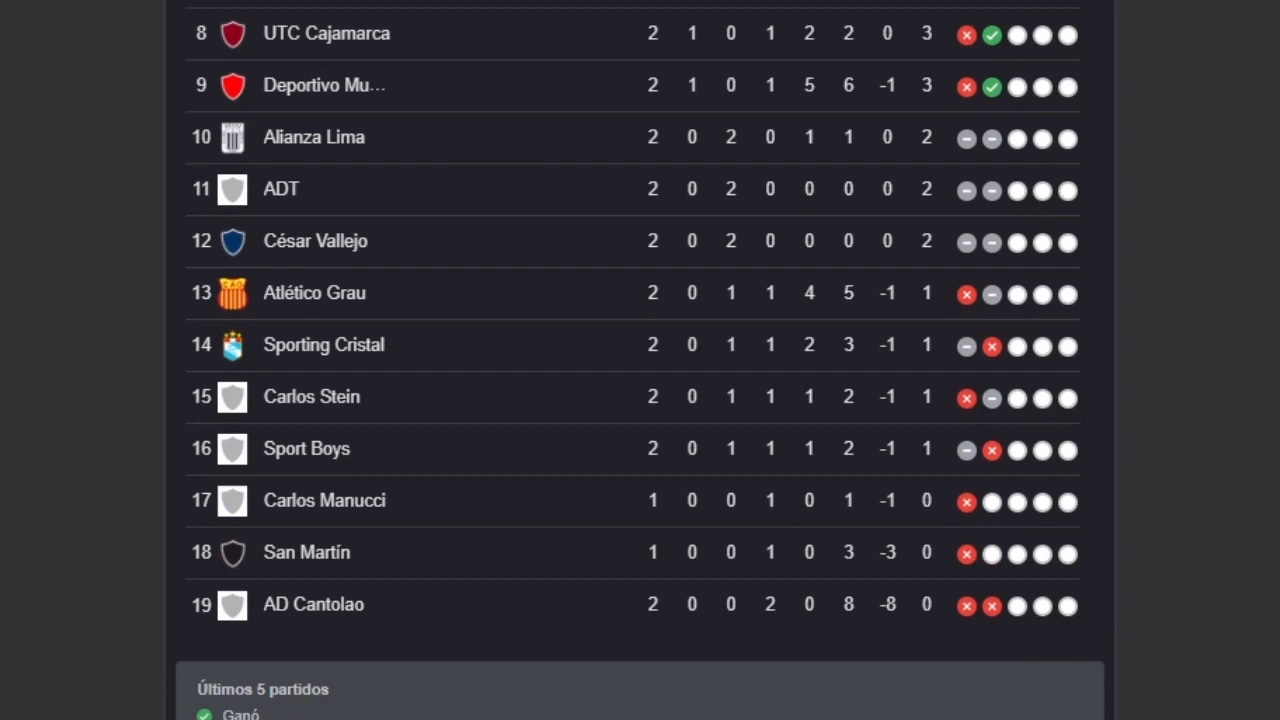 8 UTC Cajamarca 2 1 0 1 2 2 0 3
9 Deportivo Mu... 2 1 0 1 5 6 -1 3
10 Alianza Lima 2 0 2 0 1 1 0 2
11 ADT 2 0 2 0 0 0 0 2
12 César Vallejo 2 0 2 0 0 0 0 2
13 Atlético Grau 2 0 1 1 4 5 -1 1
14 Sporting Cristal 2 0 1 1 2 3 -1 1
15 Carlos Stein 2 0 1 1 1 2 -1 1
16 Sport Boys 2 0 1 1 1 2 -1 1
17 Carlos Manucci 1 0 0 1 0 1 -1 0
18 San Martín 1 0 0 1 0 3 -3 0
19 AD Cantolao 2 0 0 2 0 8 -8 0
Últimos 5 partidos
Ganó